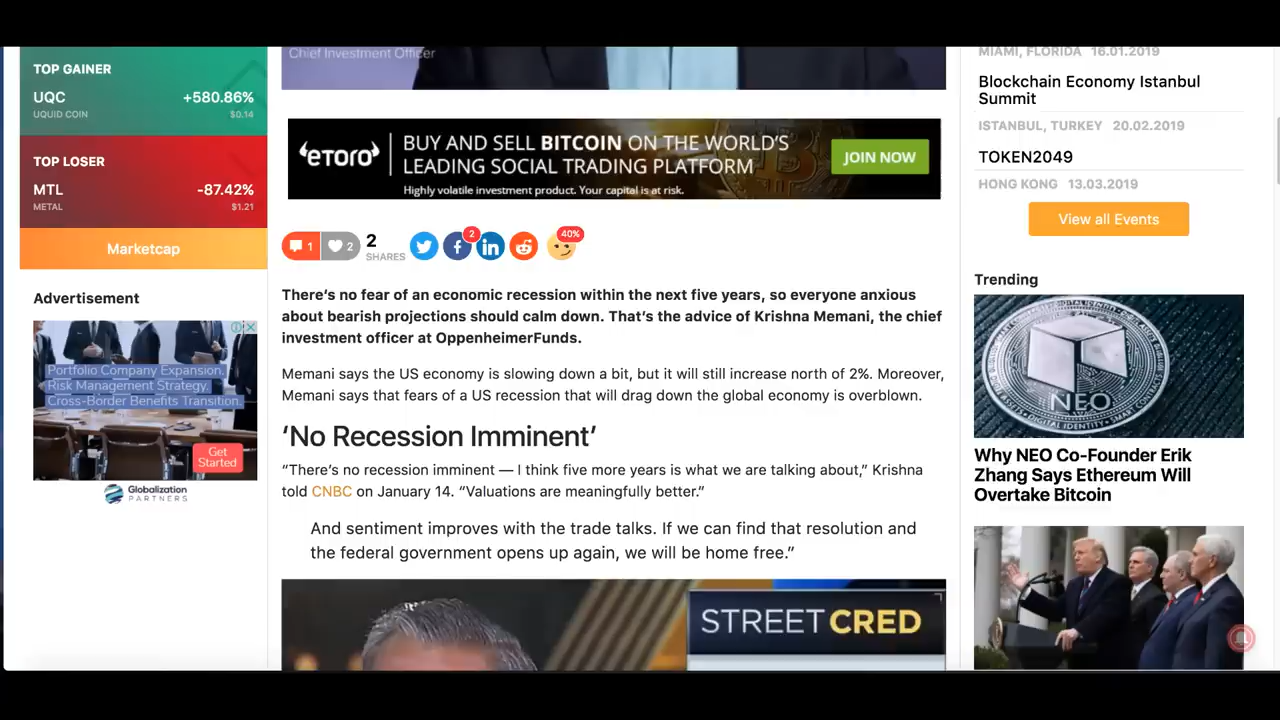 TOP GAINER
UQC +580.86%
UQUID COIN $0.14
TOP LOSER
MTL -87.42%
METAL $1.21
Marketcap
Advertisement
Portfolio Company Expansion.
Risk Management Strategy.
Cross-Border Benefits Transition.
Get
Started
Globalization
PARTNERS
Chief Investment Officer
eTORO
BUY AND SELL BITCOIN ON THE WORLD'S
LEADING SOCIAL TRADING PLATFORM
Highly volatile investment product. Your capital is at risk.
JOIN NOW
1 2 2 2 40%
SHARES
There's no fear of an economic recession within the next five years, so everyone anxious
about bearish projections should calm down. That's the advice of Krishna Memani, the chief
investment officer at OppenheimerFunds.
Memani says the US economy is slowing down a bit, but it will still increase north of 2%. Moreover,
Memani says that fears of a US recession that will drag down the global economy is overblown.
‘No Recession Imminent’
“There's no recession imminent — I think five more years is what we are talking about,” Krishna
told CNBC on January 14. “Valuations are meaningfully better.”
And sentiment improves with the trade talks. If we can find that resolution and
the federal government opens up again, we will be home free.”
STREET CRED
MIAMI, FLORIDA 16.01.2019
Blockchain Economy Istanbul
Summit
ISTANBUL, TURKEY 20.02.2019
TOKEN2049
HONG KONG 13.03.2019
View all Events
Trending
NEO
Why NEO Co-Founder Erik
Zhang Says Ethereum Will
Overtake Bitcoin